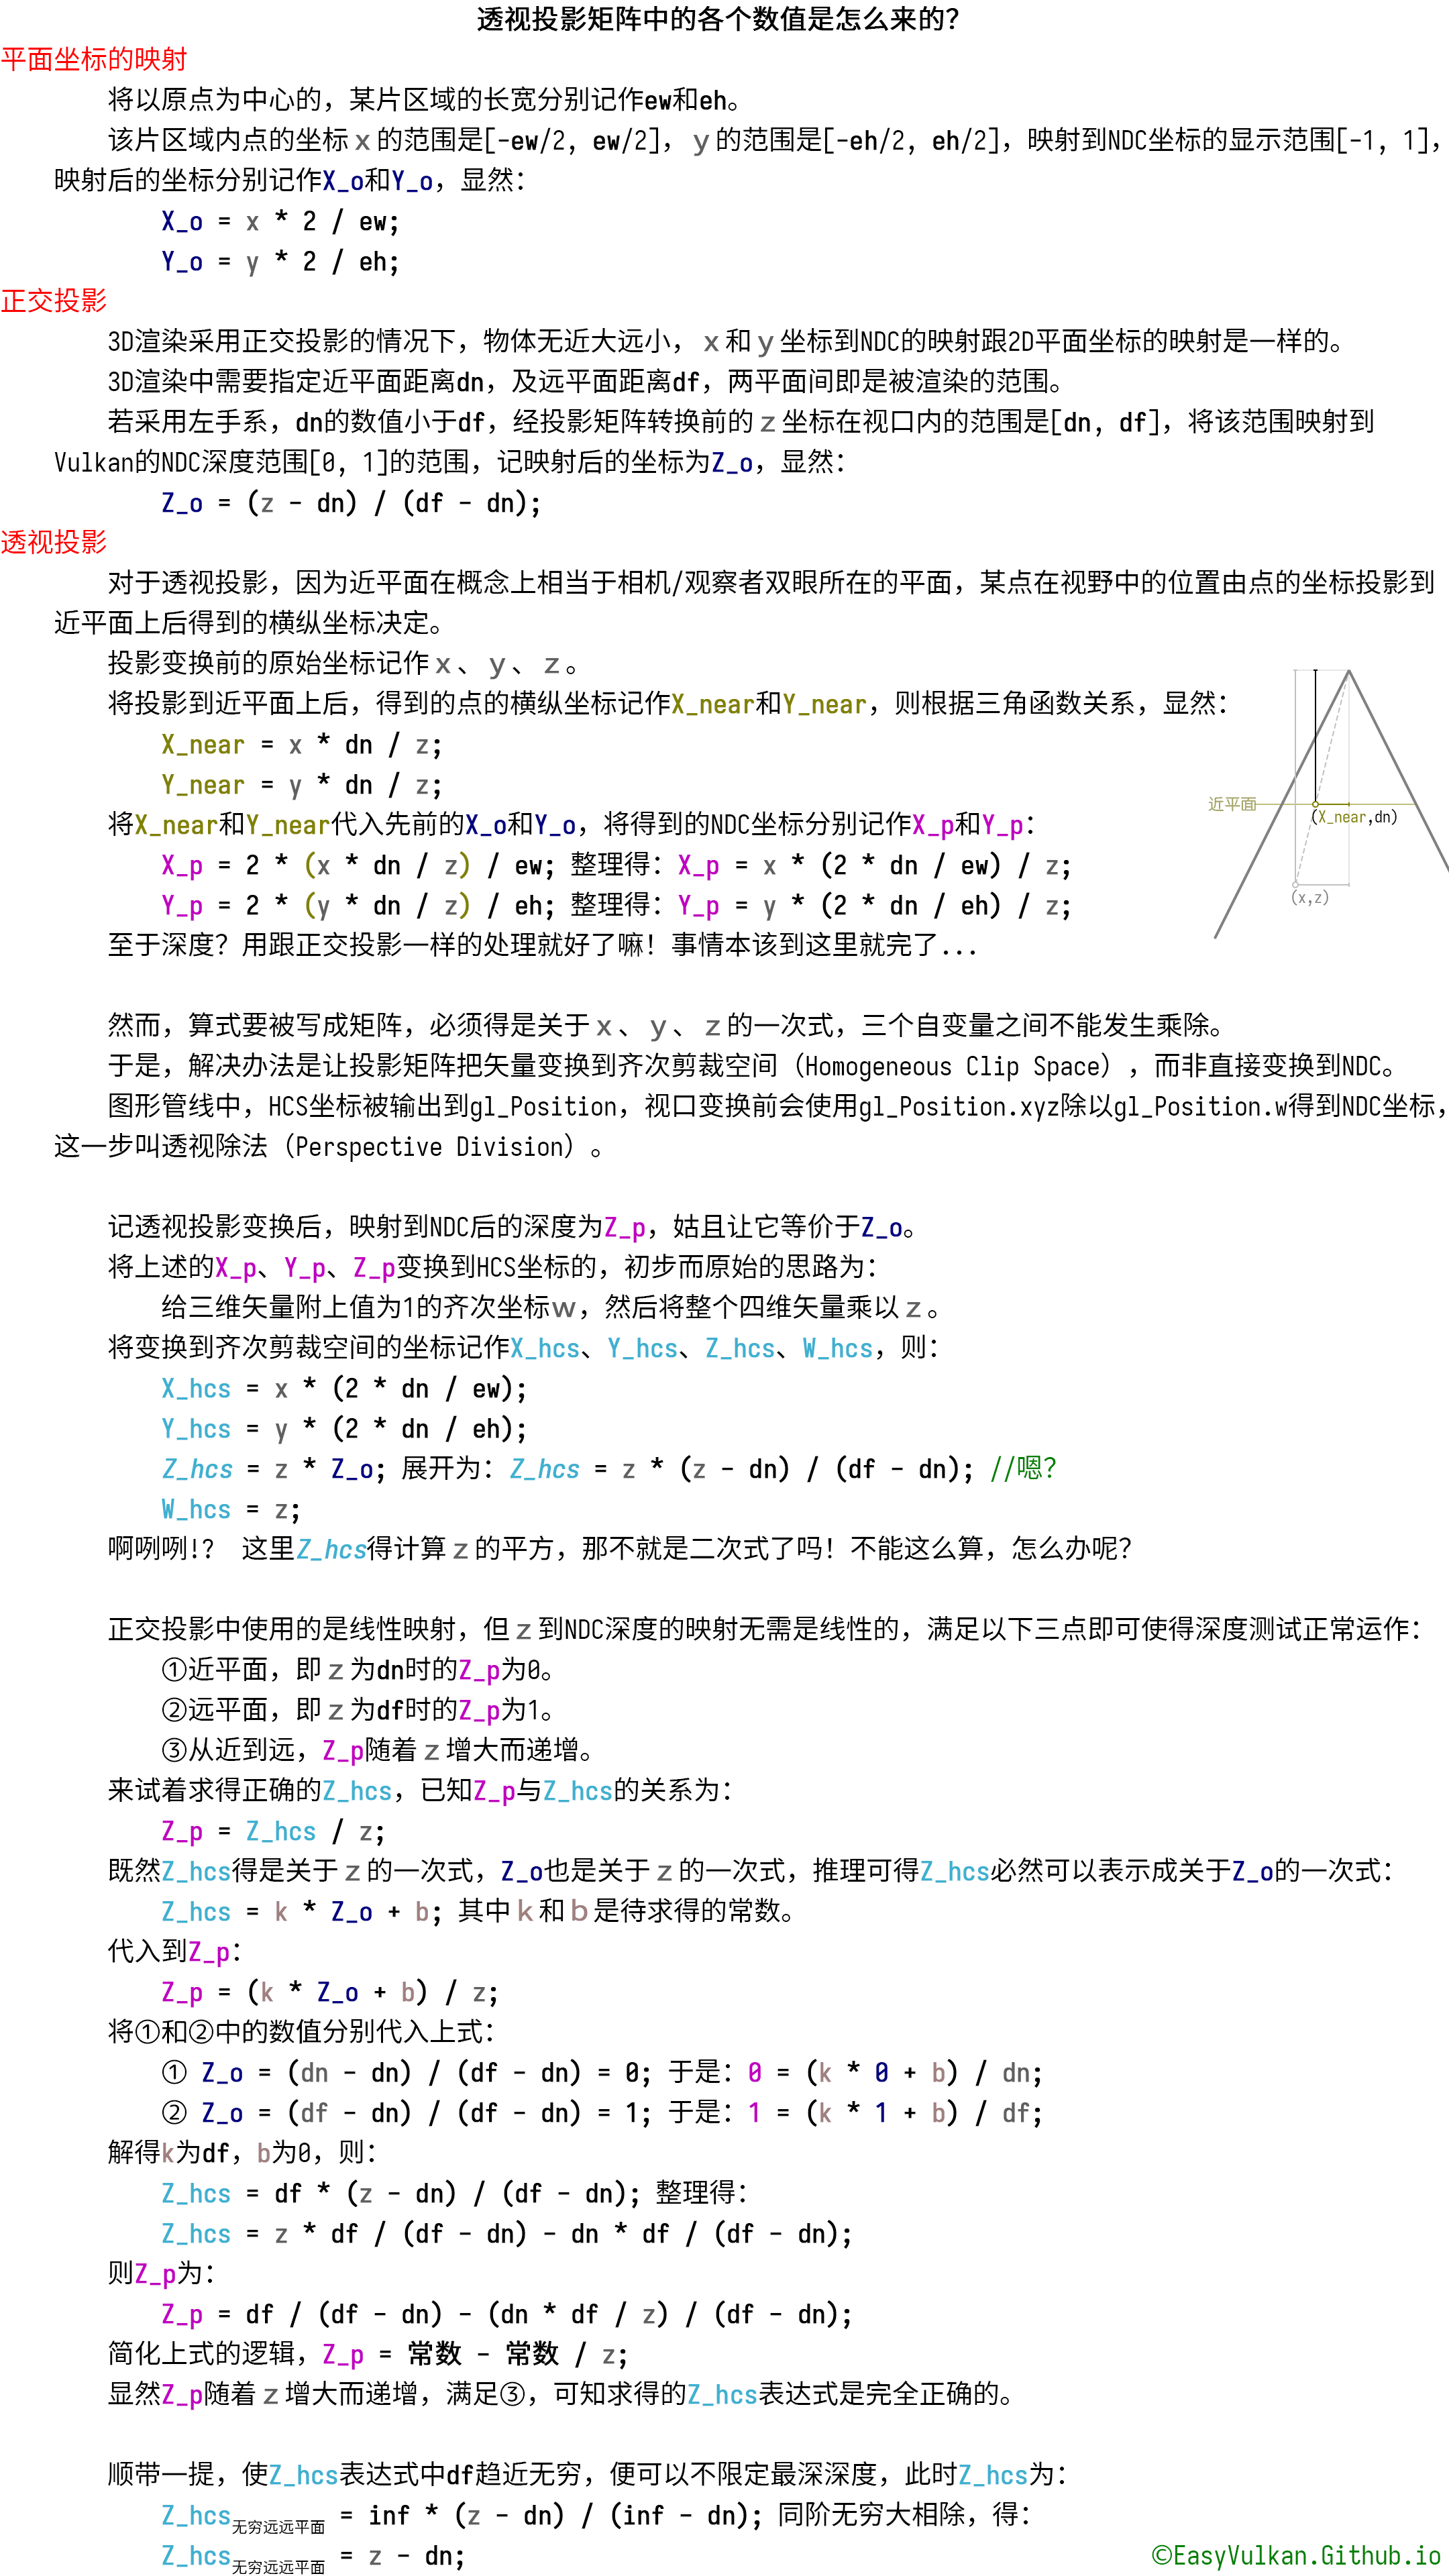 透视投影矩阵中的各个数值是怎么来的？
平面坐标的映射
将以原点为中心的，某片区域的长宽分别记作ew和eh。
该片区域内点的坐标x的范围是[-ew/2, ew/2]，y的范围是[-eh/2, eh/2]，映射到NDC坐标的显示范围[-1, 1]，
映射后的坐标分别记作X_o和Y_o，显然：
X_o = x * 2 / ew;
Y_o = y * 2 / eh;
正交投影
3D渲染采用正交投影的情况下，物体无近大远小，x和y坐标到NDC的映射跟2D平面坐标的映射是一样的。
3D渲染中需要指定近平面距离dn，及远平面距离df，两平面间即是被渲染的范围。
若采用左手系，dn的数值小于df，经投影矩阵转换前的z坐标在视口内的范围是[dn, df]，将该范围映射到
Vulkan的NDC深度范围[0, 1]的范围，记映射后的坐标为Z_o，显然：
Z_o = (z - dn) / (df - dn);
透视投影
对于透视投影，因为近平面在概念上相当于相机/观察者双眼所在的平面，某点在视野中的位置由点的坐标投影到
近平面上后得到的横纵坐标决定。
投影变换前的原始坐标记作x、y、z。
将投影到近平面上后，得到的点的横纵坐标记作X_near和Y_near，则根据三角函数关系，显然：
X_near = x * dn / z;
Y_near = y * dn / z;
近平面
(X_near,dn)
(x,z)
将X_near和Y_near代入先前的X_o和Y_o，将得到的NDC坐标分别记作X_p和Y_p：
X_p = 2 * (x * dn / z) / ew; 整理得：X_p = x * (2 * dn / ew) / z;
Y_p = 2 * (y * dn / z) / eh; 整理得：Y_p = y * (2 * dn / eh) / z;
至于深度？用跟正交投影一样的处理就好了嘛！事情本该到这里就完了...
然而，算式要被写成矩阵，必须得是关于x、y、z的一次式，三个自变量之间不能发生乘除。
于是，解决办法是让投影矩阵把矢量变换到齐次剪裁空间（Homogeneous Clip Space），而非直接变换到NDC。
图形管线中，HCS坐标被输出到gl_Position，视口变换前会使用gl_Position.xyz除以gl_Position.w得到NDC坐标，
这一步叫透视除法（Perspective Division）。
记透视投影变换后，映射到NDC后的深度为Z_p，姑且让它等价于Z_o。
将上述的X_p、Y_p、Z_p变换到HCS坐标的，初步而原始的思路为：
给三维矢量附上值为1的齐次坐标w，然后将整个四维矢量乘以z。
将变换到齐次剪裁空间的坐标记作X_hcs、Y_hcs、Z_hcs、W_hcs，则：
X_hcs = x * (2 * dn / ew);
Y_hcs = y * (2 * dn / eh);
Z_hcs = z * Z_o; 展开为：Z_hcs = z * (z - dn) / (df - dn); //嗯？
W_hcs = z;
啊咧咧!？ 这里Z_hcs得计算z的平方，那不就是二次式了吗！不能这么算，怎么办呢？
正交投影中使用的是线性映射，但z到NDC深度的映射无需是线性的，满足以下三点即可使得深度测试正常运作：
①近平面，即z为dn时的Z_p为0。
②远平面，即z为df时的Z_p为1。
③从近到远，Z_p随着z增大而递增。
来试着求得正确的Z_hcs，已知Z_p与Z_hcs的关系为：
Z_p = Z_hcs / z;
既然Z_hcs得是关于z的一次式，Z_o也是关于z的一次式，推理可得Z_hcs必然可以表示成关于Z_o的一次式：
Z_hcs = k * Z_o + b; 其中k和b是待求得的常数。
代入到Z_p：
Z_p = (k * Z_o + b) / z;
将①和②中的数值分别代入上式：
① Z_o = (dn - dn) / (df - dn) = 0; 于是：0 = (k * 0 + b) / dn;
② Z_o = (df - dn) / (df - dn) = 1; 于是：1 = (k * 1 + b) / df;
解得k为df，b为0，则：
Z_hcs = df * (z - dn) / (df - dn); 整理得：
Z_hcs = z * df / (df - dn) - dn * df / (df - dn);
则Z_p为：
Z_p = df / (df - dn) - (dn * df / z) / (df - dn);
简化上式的逻辑，Z_p = 常数 - 常数 / z;
显然Z_p随着z增大而递增，满足③，可知求得的Z_hcs表达式是完全正确的。
顺带一提，使Z_hcs表达式中df趋近无穷，便可以不限定最深深度，此时Z_hcs为：
Z_hcs无穷远远平面 = inf * (z - dn) / (inf - dn); 同阶无穷大相除，得：
Z_hcs无穷远远平面 = z - dn;
©EasyVulkan.Github.io